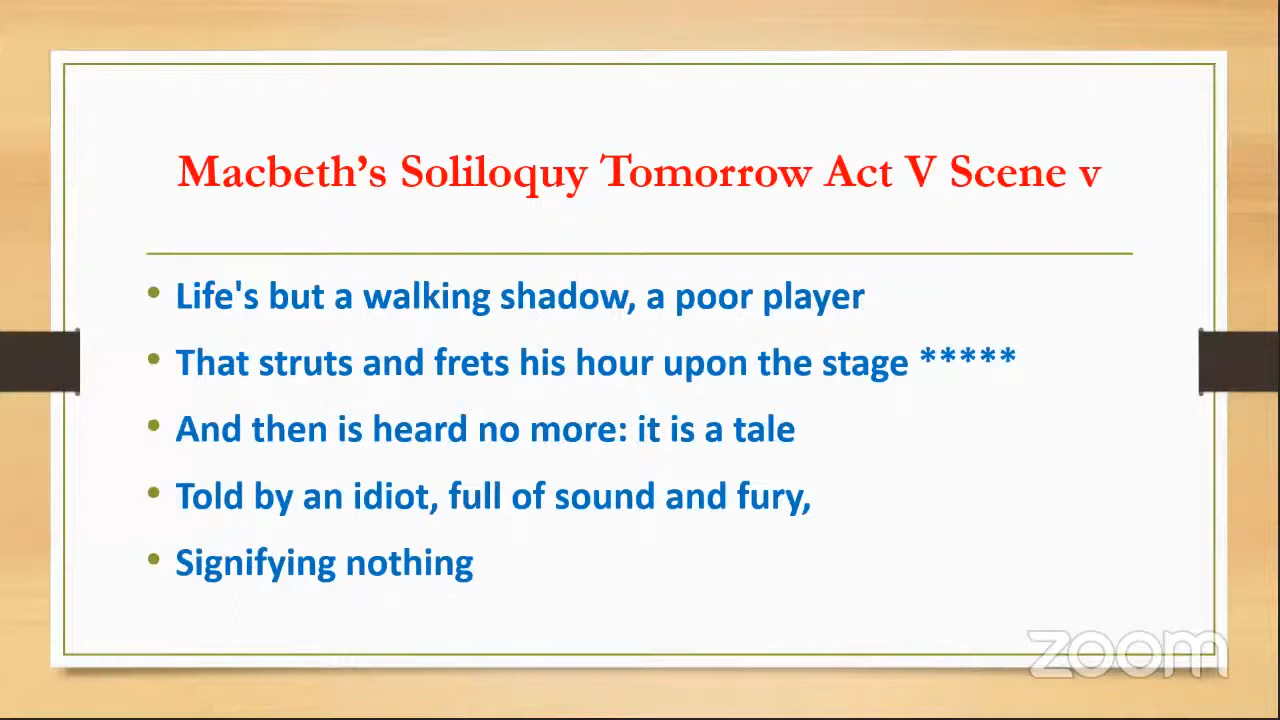 Macbeth’s Soliloquy Tomorrow Act V Scene v
• Life's but a walking shadow, a poor player
• That struts and frets his hour upon the stage *****
• And then is heard no more: it is a tale
• Told by an idiot, full of sound and fury,
• Signifying nothing
zoom